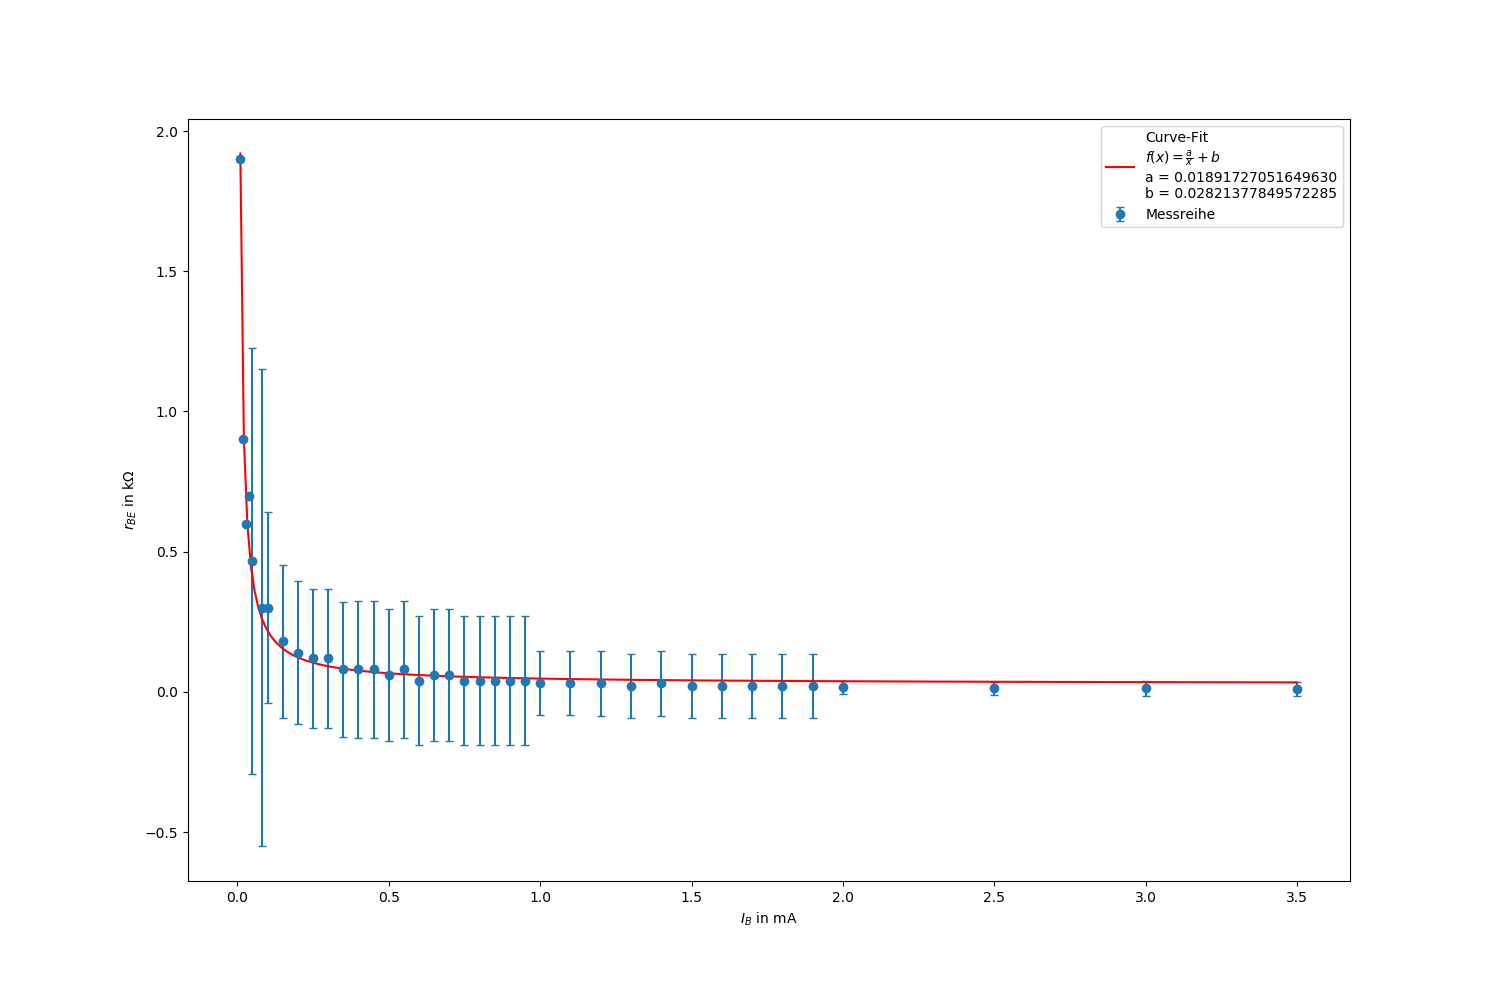 Curve-Fit
f(x) = a/x + b
a = 0.01891727051649630
b = 0.02821377849572285
Messreihe
2.0
1.5
1.0
0.5
0.0
−0.5
r_BE in kΩ
0.0 0.5 1.0 1.5 2.0 2.5 3.0 3.5
I_B in mA